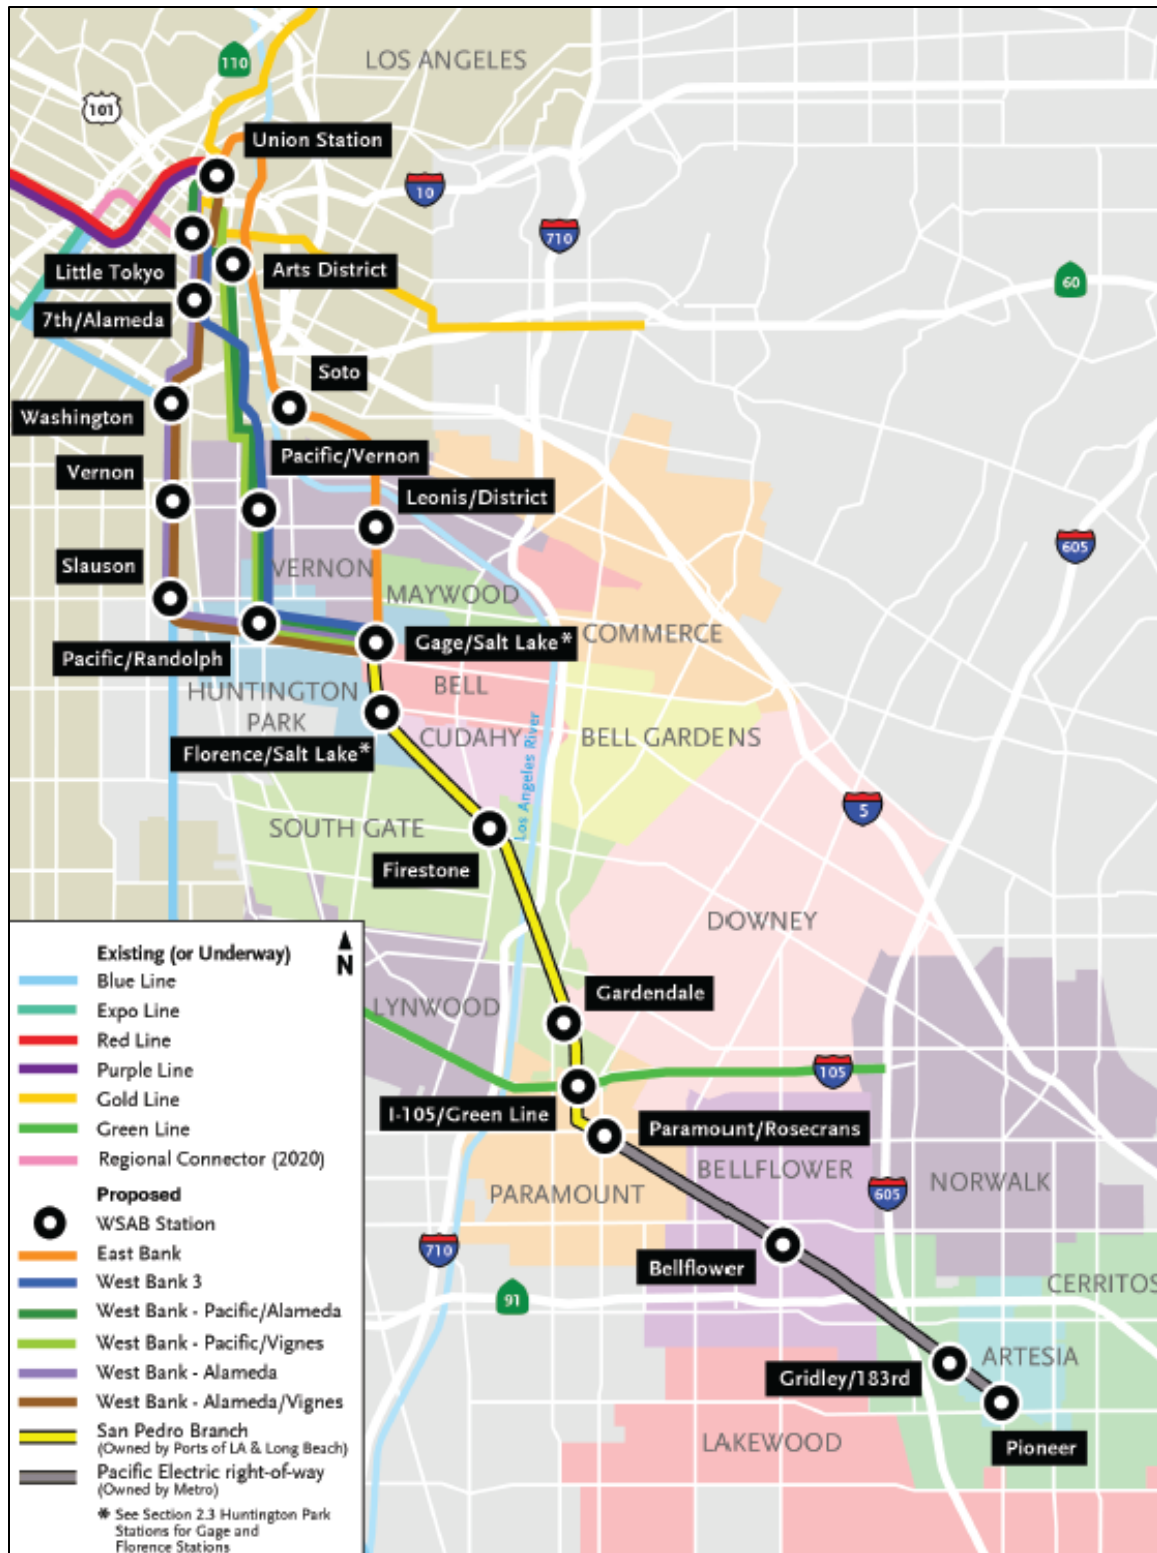 LOS ANGELES
110
101
Union Station
10
710
Little Tokyo
Arts District
60
7th/Alameda
Soto
Washington
Pacific/Vernon
Vernon
Leonis/District
605
Slauson
VERNON
MAYWOOD
COMMERCE
Gage/Salt Lake*
Pacific/Randolph
BELL
HUNTINGTON
PARK
CUDAHY
BELL GARDENS
Florence/Salt Lake*
Los Angeles River
5
SOUTH GATE
Firestone
DOWNEY
Gardendale
LYNWOOD
105
I-105/Green Line
Paramount/Rosecrans
BELLFLOWER
PARAMOUNT
605
NORWALK
710
Bellflower
CERRITOS
91
ARTESIA
Gridley/183rd
LAKEWOOD
Pioneer
Existing (or Underway)
N
Blue Line
Expo Line
Red Line
Purple Line
Gold Line
Green Line
Regional Connector (2020)
Proposed
WSAB Station
East Bank
West Bank 3
West Bank - Pacific/Alameda
West Bank - Pacific/Vignes
West Bank - Alameda
West Bank - Alameda/Vignes
San Pedro Branch
(Owned by Ports of LA & Long Beach)
Pacific Electric right-of-way
(Owned by Metro)
* See Section 2.3 Huntington Park
Stations for Gage and
Florence Stations